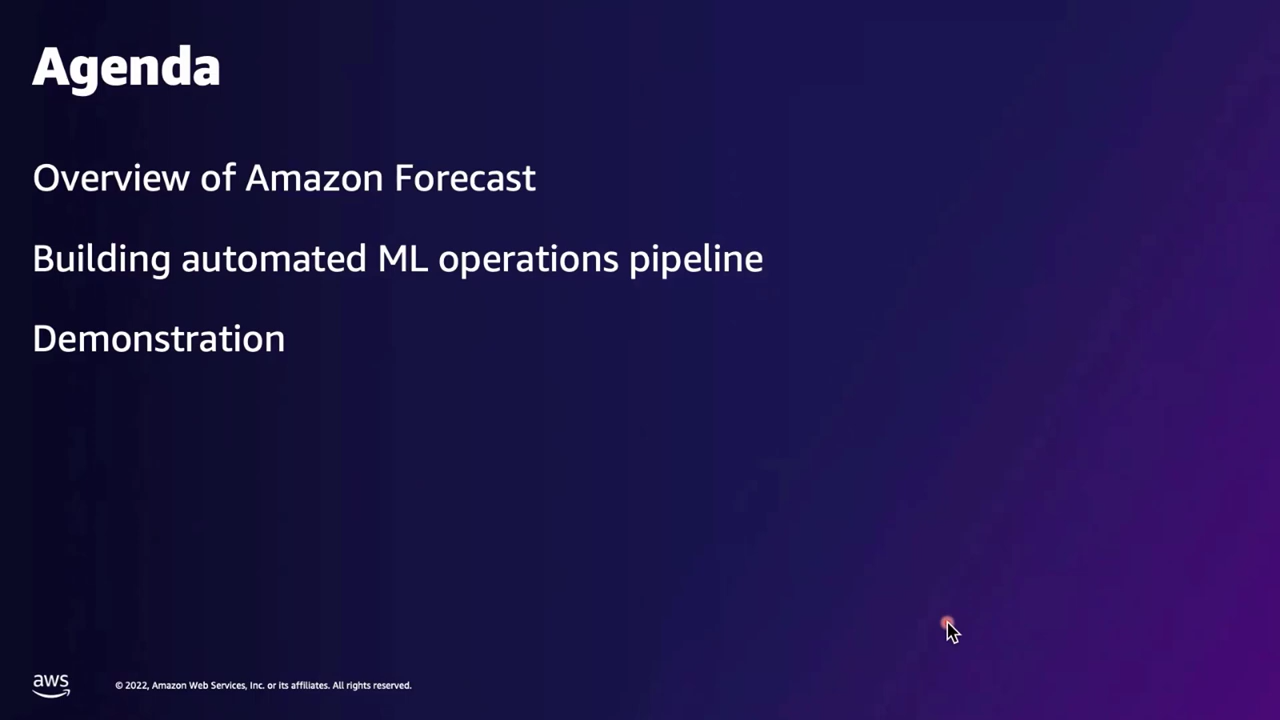 Agenda
Overview of Amazon Forecast
Building automated ML operations pipeline
Demonstration
aws
© 2022, Amazon Web Services, Inc. or its affiliates. All rights reserved.